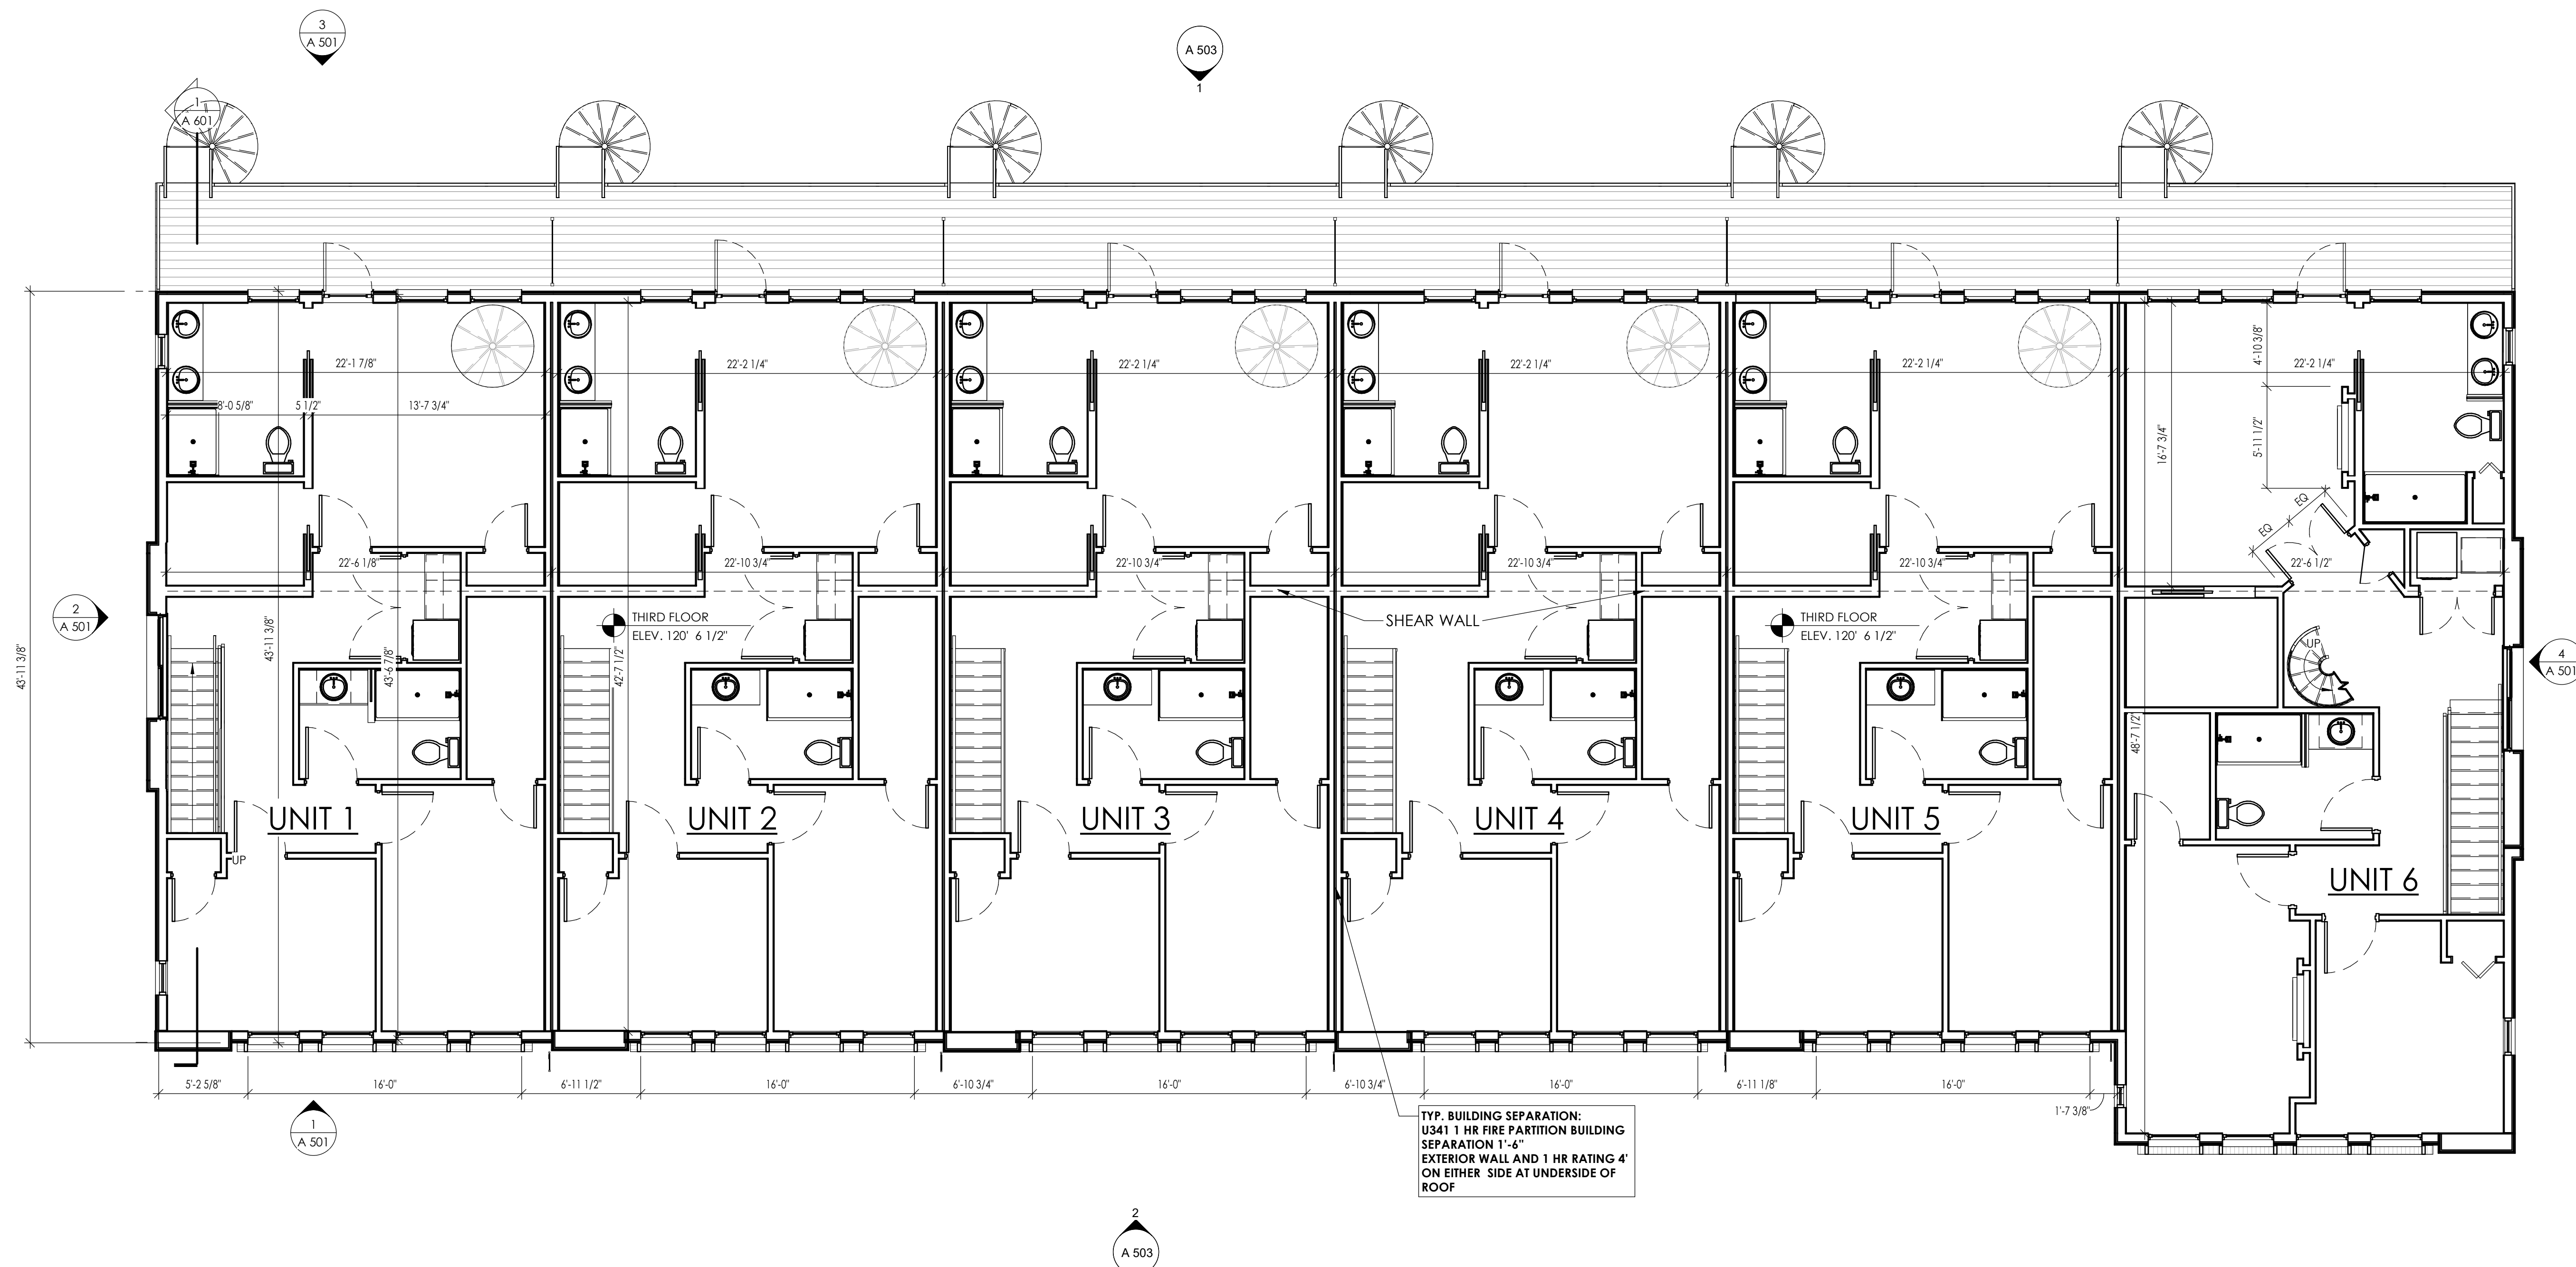 3
A 501
A 503
1
1
A 601
22'-1 7/8"
22'-2 1/4"
22'-2 1/4"
22'-2 1/4"
22'-2 1/4"
22'-2 1/4"
4'-10 3/8"
8'-0 5/8"
5 1/2"
13'-7 3/4"
16'-7 3/4"
5'-11 1/2"
EQ
EQ
22'-6 1/8"
22'-10 3/4"
22'-10 3/4"
22'-10 3/4"
22'-10 3/4"
22'-6 1/2"
2
A 501
THIRD FLOOR
ELEV. 120' 6 1/2"
SHEAR WALL
THIRD FLOOR
ELEV. 120' 6 1/2"
UP
4
A 501
43'-11 3/8"
43'-11 3/8"
43'-6 7/8"
42'-7 1/2"
48'-7 1/2"
UNIT 1
UNIT 2
UNIT 3
UNIT 4
UNIT 5
UNIT 6
UP
5'-2 5/8"
16'-0"
6'-11 1/2"
16'-0"
6'-10 3/4"
16'-0"
6'-10 3/4"
16'-0"
6'-11 1/8"
16'-0"
1'-7 3/8"
1
A 501
TYP. BUILDING SEPARATION:
U341 1 HR FIRE PARTITION BUILDING
SEPARATION 1'-6"
EXTERIOR WALL AND 1 HR RATING 4'
ON EITHER SIDE AT UNDERSIDE OF
ROOF
2
A 503